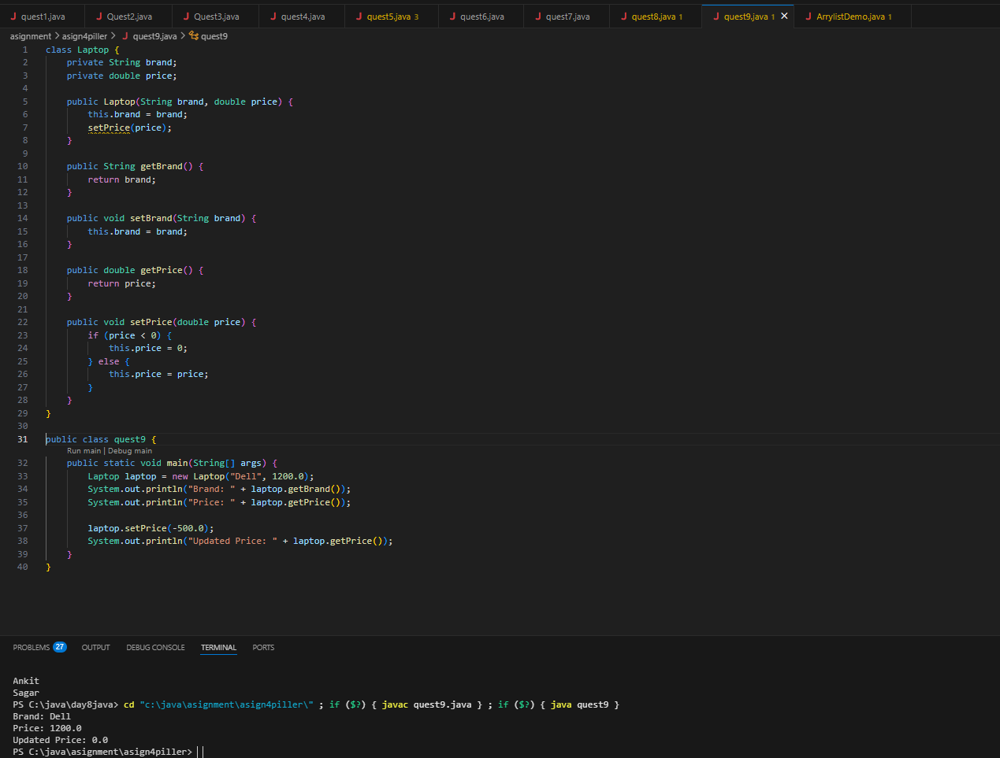 quest1.java Quest2.java Quest3.java quest4.java quest5.java 3 quest6.java quest7.java quest8.java 1 quest9.java 1 ArrylistDemo.java 1
asignment > asign4piller > quest9.java > quest9
1 class Laptop {
2 private String brand;
3 private double price;
4
5 public Laptop(String brand, double price) {
6 this.brand = brand;
7 setPrice(price);
8 }
9
10 public String getBrand() {
11 return brand;
12 }
13
14 public void setBrand(String brand) {
15 this.brand = brand;
16 }
17
18 public double getPrice() {
19 return price;
20 }
21
22 public void setPrice(double price) {
23 if (price < 0) {
24 this.price = 0;
25 } else {
26 this.price = price;
27 }
28 }
29 }
30
31 public class quest9 {
Run main | Debug main
32 public static void main(String[] args) {
33 Laptop laptop = new Laptop("Dell", 1200.0);
34 System.out.println("Brand: " + laptop.getBrand());
35 System.out.println("Price: " + laptop.getPrice());
36
37 laptop.setPrice(-500.0);
38 System.out.println("Updated Price: " + laptop.getPrice());
39 }
40 }
PROBLEMS 27 OUTPUT DEBUG CONSOLE TERMINAL PORTS
Ankit
Sagar
PS C:\java\day8java> cd "c:\java\asignment\asign4piller\" ; if ($?) { javac quest9.java } ; if ($?) { java quest9 }
Brand: Dell
Price: 1200.0
Updated Price: 0.0
PS C:\java\asignment\asign4piller>